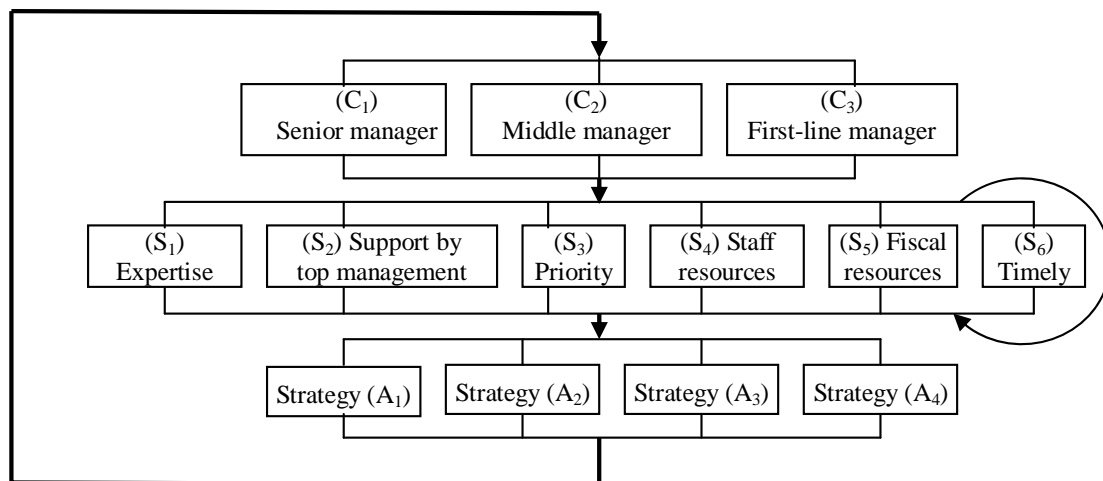 (C₁)
Senior manager
(C₂)
Middle manager
(C₃)
First-line manager
(S₁)
Expertise
(S₂) Support by
top management
(S₃)
Priority
(S₄) Staff
resources
(S₅) Fiscal
resources
(S₆)
Timely
Strategy (A₁)
Strategy (A₂)
Strategy (A₃)
Strategy (A₄)